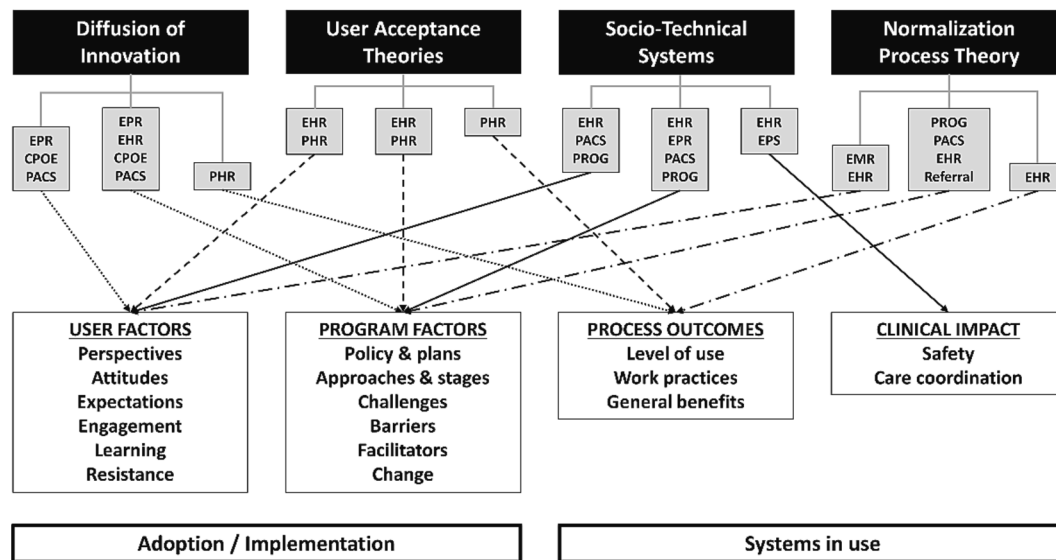 Diffusion of
Innovation
User Acceptance
Theories
Socio-Technical
Systems
Normalization
Process Theory
EPR
CPOE
PACS
EPR
EHR
CPOE
PACS
PHR
EHR
PHR
EHR
PHR
PHR
EHR
PACS
PROG
EHR
EPR
PACS
PROG
EHR
EPS
EMR
EHR
PROG
PACS
EHR
Referral
EHR
USER FACTORS
Perspectives
Attitudes
Expectations
Engagement
Learning
Resistance
PROGRAM FACTORS
Policy & plans
Approaches & stages
Challenges
Barriers
Facilitators
Change
PROCESS OUTCOMES
Level of use
Work practices
General benefits
CLINICAL IMPACT
Safety
Care coordination
Adoption / Implementation
Systems in use